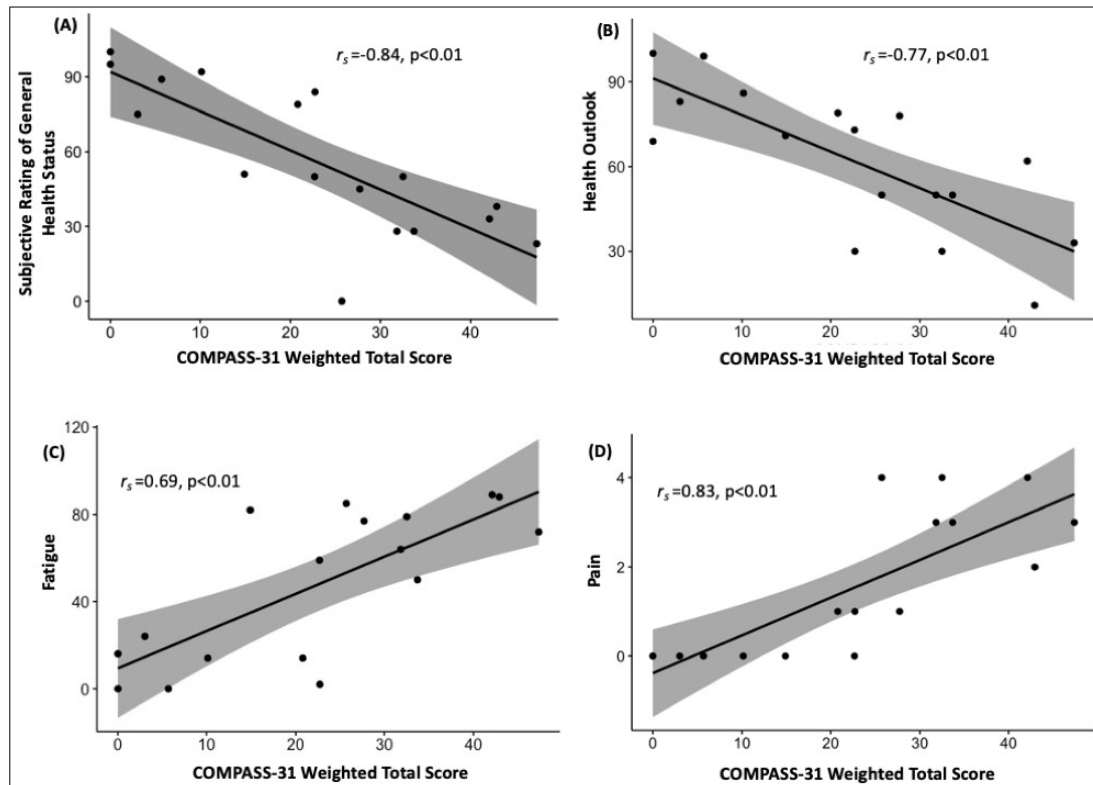 (A)
r_s=-0.84, p<0.01
Subjective Rating of General
Health Status
90
60
30
0
0 10 20 30 40
COMPASS-31 Weighted Total Score
(B)
r_s=-0.77, p<0.01
Health Outlook
90
60
30
0 10 20 30 40
COMPASS-31 Weighted Total Score
(C)
r_s=0.69, p<0.01
Fatigue
120
80
40
0
0 10 20 30 40
COMPASS-31 Weighted Total Score
(D)
r_s=0.83, p<0.01
Pain
4
2
0
0 10 20 30 40
COMPASS-31 Weighted Total Score